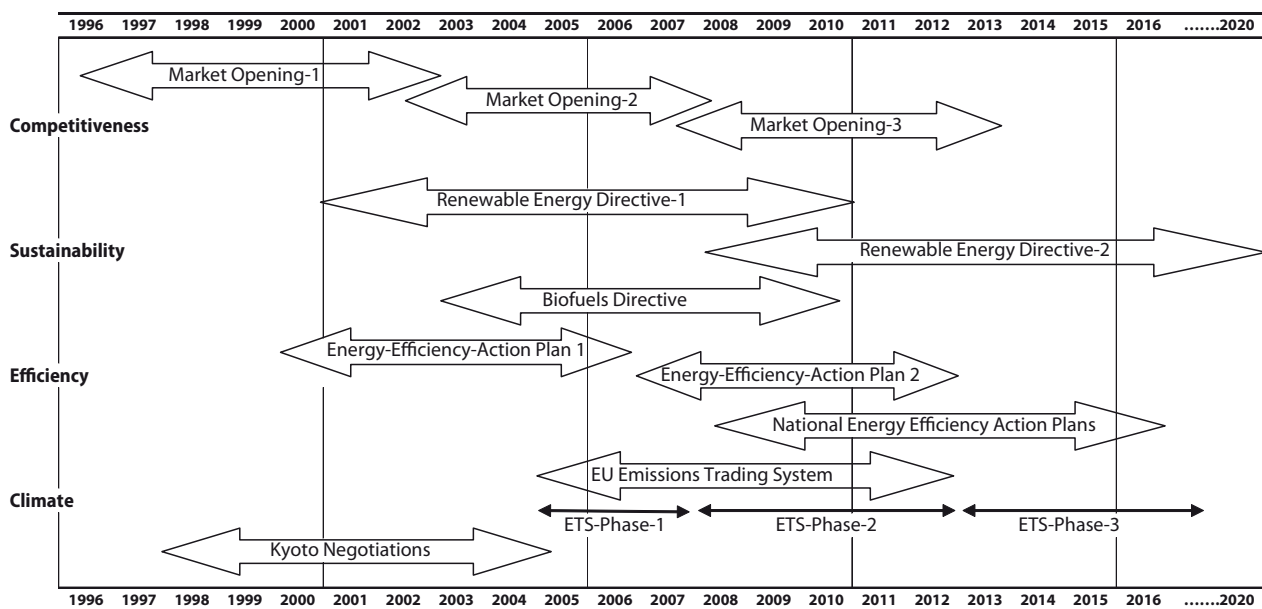 1996 1997 1998 1999 2000 2001 2002 2003 2004 2005 2006 2007 2008 2009 2010 2011 2012 2013 2014 2015 2016 .......2020
Market Opening-1
Market Opening-2
Competitiveness
Market Opening-3
Renewable Energy Directive-1
Sustainability
Renewable Energy Directive-2
Biofuels Directive
Energy-Efficiency-Action Plan 1
Efficiency
Energy-Efficiency-Action Plan 2
National Energy Efficiency Action Plans
EU Emissions Trading System
Climate
ETS-Phase-1 ETS-Phase-2 ETS-Phase-3
Kyoto Negotiations
1996 1997 1998 1999 2000 2001 2002 2003 2004 2005 2006 2007 2008 2009 2010 2011 2012 2013 2014 2015 2016 .......2020